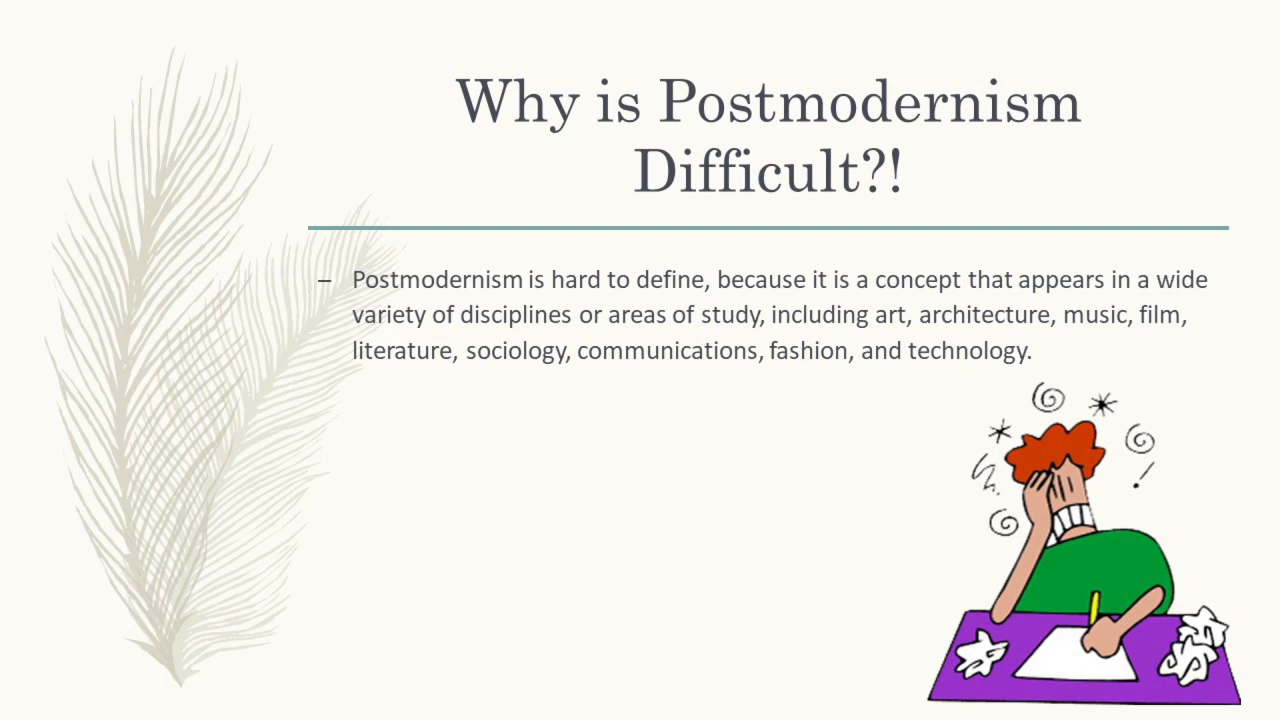 Why is Postmodernism
Difficult?!
– Postmodernism is hard to define, because it is a concept that appears in a wide
variety of disciplines or areas of study, including art, architecture, music, film,
literature, sociology, communications, fashion, and technology.